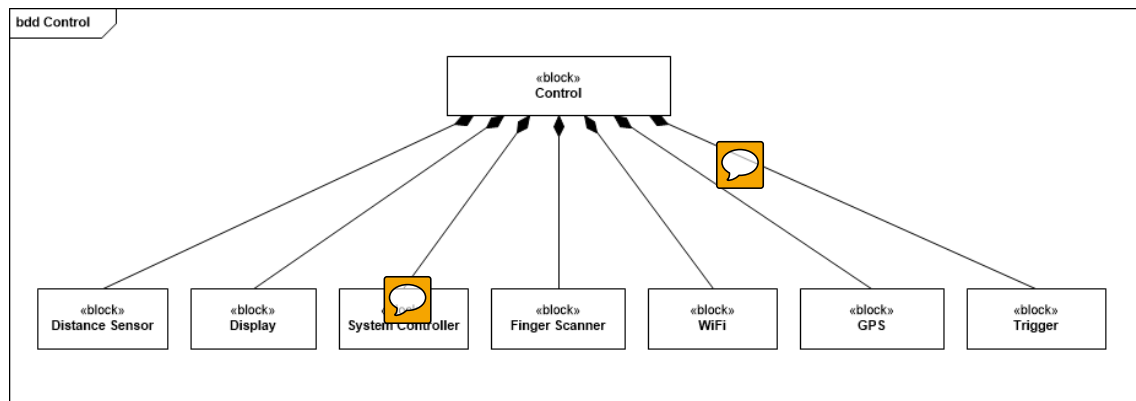 bdd Control
«block»
Control
«block»
Distance Sensor
«block»
Display
«block»
System Controller
«block»
Finger Scanner
«block»
WiFi
«block»
GPS
«block»
Trigger